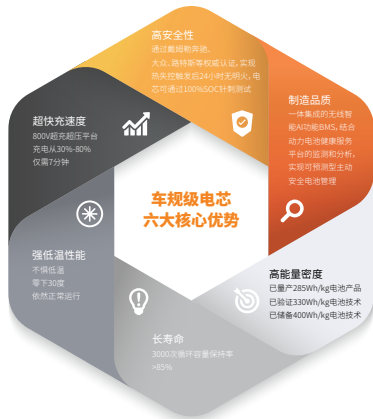 高安全性
通过戴姆勒奔驰、
大众、路特斯等权威认证，实现
热失控触发后24小时无明火，电
芯可通过100%SOC针刺测试
超快充速度
800V超充超压平台
充电从30%-80%
仅需7分钟
制造品质
一体集成的无线智
能AI功能BMS，结合
动力电池健康服务
平台的监测和分析，
实现可预测型主动
安全电池管理
车规级电芯
六大核心优势
强低温性能
不惧低温
零下30度
依然正常运行
高能量密度
已量产285Wh/kg电池产品
已验证330Wh/kg电池技术
已储备400Wh/kg电池技术
长寿命
3000次循环容量保持率
>85%